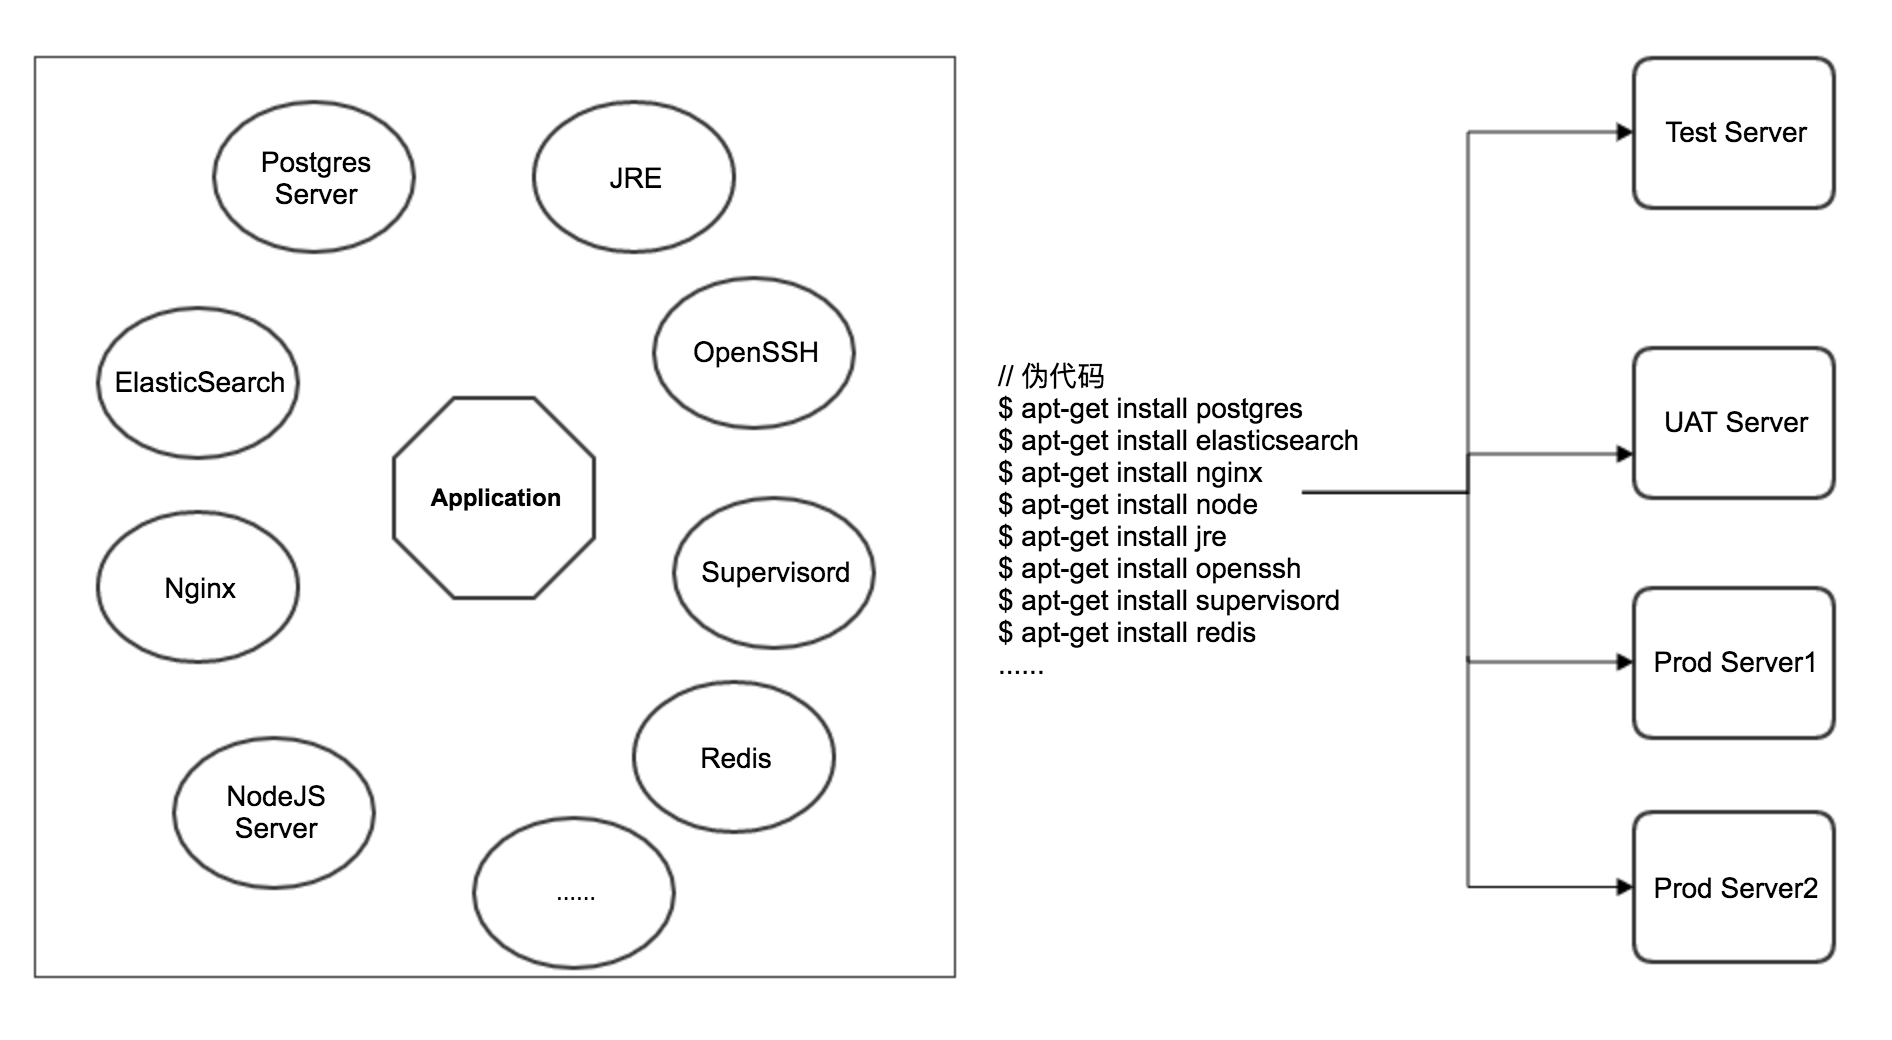 Postgres
Server
JRE
ElasticSearch
OpenSSH
Application
Nginx
Supervisord
Redis
NodeJS
Server
......
// 伪代码
$ apt-get install postgres
$ apt-get install elasticsearch
$ apt-get install nginx
$ apt-get install node
$ apt-get install jre
$ apt-get install openssh
$ apt-get install supervisord
$ apt-get install redis
......
Test Server
UAT Server
Prod Server1
Prod Server2